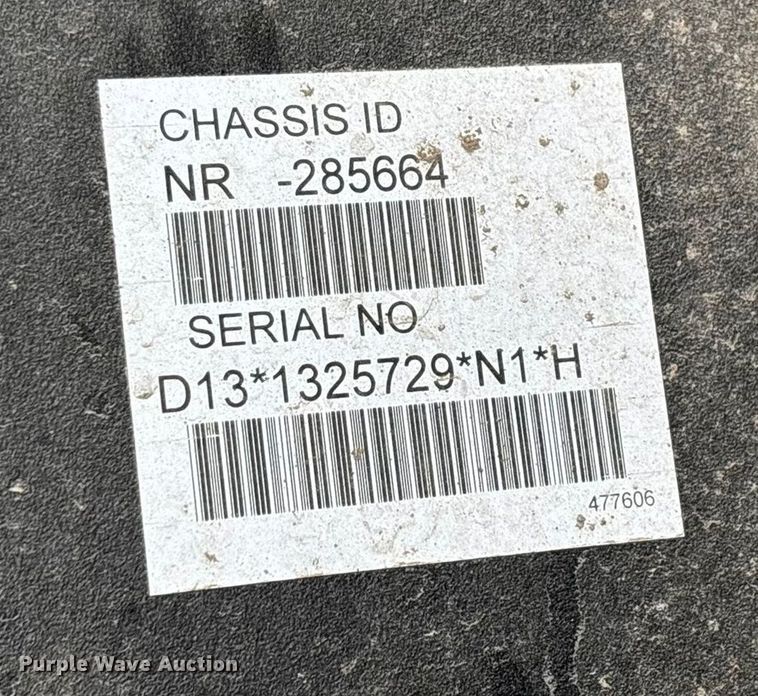 CHASSIS ID
NR -285664
SERIAL NO
D13*1325729*N1*H
477606
Purple Wave Auction